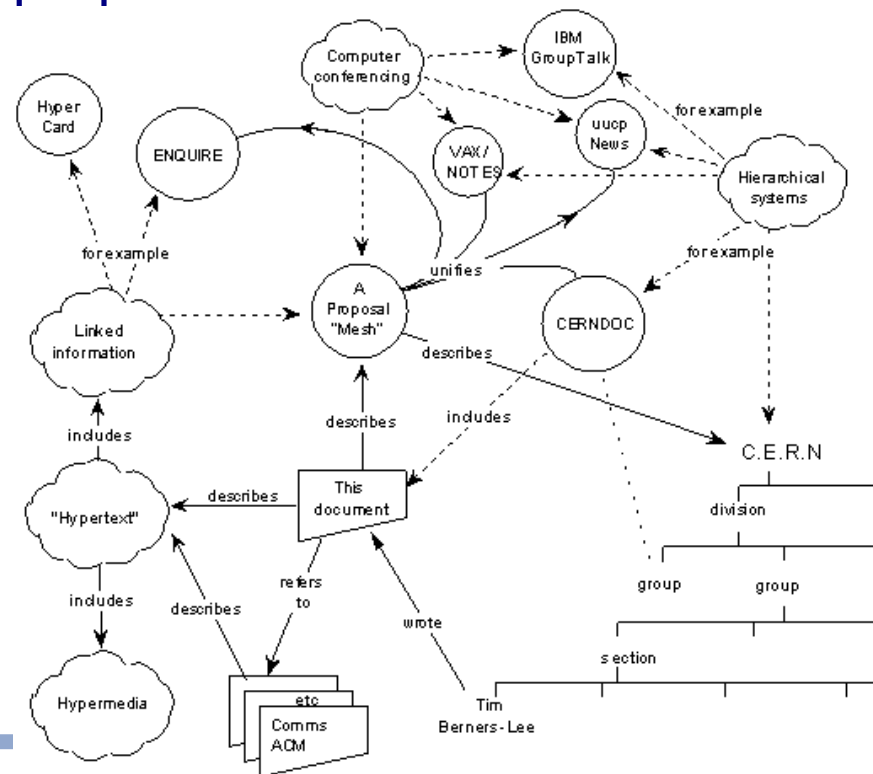 IBM
GroupTalk
Computer
conferencing
Hyper
Card
for example
uucp
News
ENQUIRE
VAX/
NOTES
Hierarchical
systems
for example
for example
unifies
A
Proposal
"Mesh"
CERNDOC
Linked
information
describes
includes
describes
includes
C.E.R.N
This
document
describes
division
"Hypertext"
refers
to
group
group
includes
describes
wrote
section
Hypermedia
etc
Comms
ACM
Tim
Berners-Lee